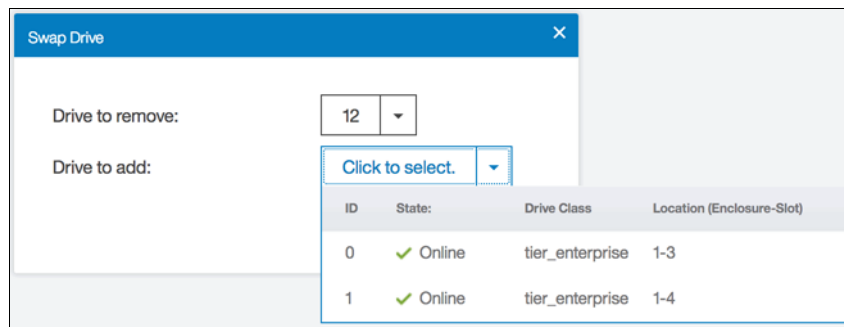 Swap Drive
Drive to remove: 12
Drive to add: Click to select.
ID State: Drive Class Location (Enclosure-Slot)
0 Online tier_enterprise 1-3
1 Online tier_enterprise 1-4